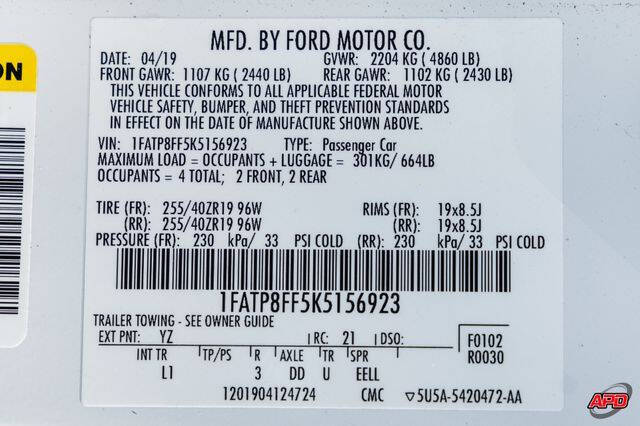 MFD. BY FORD MOTOR CO.
DATE: 04/19 GVWR: 2204 KG ( 4860 LB)
FRONT GAWR: 1107 KG ( 2440 LB) REAR GAWR: 1102 KG ( 2430 LB)
THIS VEHICLE CONFORMS TO ALL APPLICABLE FEDERAL MOTOR
VEHICLE SAFETY, BUMPER, AND THEFT PREVENTION STANDARDS
IN EFFECT ON THE DATE OF MANUFACTURE SHOWN ABOVE.
VIN: 1FATP8FF5K5156923 TYPE: Passenger Car
MAXIMUM LOAD = OCCUPANTS + LUGGAGE = 301KG/ 664LB
OCCUPANTS = 4 TOTAL; 2 FRONT, 2 REAR
TIRE (FR): 255/40ZR19 96W RIMS (FR): 19x8.5J
(RR): 255/40ZR19 96W (RR): 19x8.5J
PRESSURE (FR): 230 kPa/ 33 PSI COLD (RR): 230 kPa/33 PSI COLD
1FATP8FF5K5156923
TRAILER TOWING - SEE OWNER GUIDE
EXT PNT: YZ RC: 21 DSO: F0102
INT TR TP/PS R AXLE TR SPR R0030
L1 3 DD U EELL
1201904124724 CMC ▽5U5A-5420472-AA
ON
APD